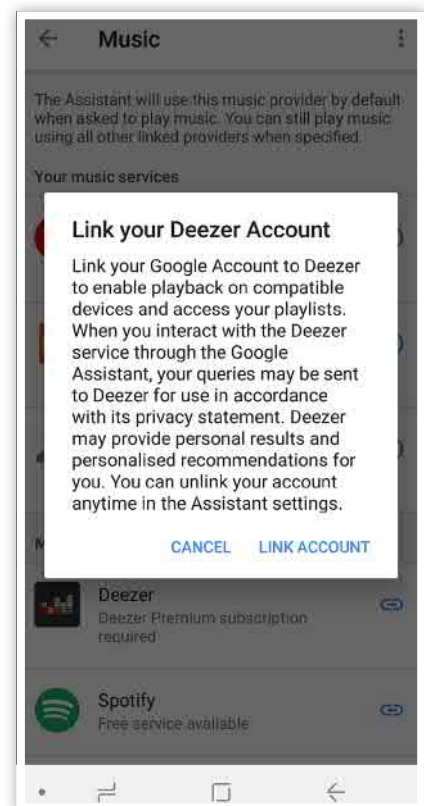 Music
The Assistant will use this music provider by default
when asked to play music. You can still play music
using all other linked providers when specified.
Your music services
Link your Deezer Account
Link your Google Account to Deezer
to enable playback on compatible
devices and access your playlists.
When you interact with the Deezer
service through the Google
Assistant, your queries may be sent
to Deezer for use in accordance
with its privacy statement. Deezer
may provide personal results and
personalised recommendations for
you. You can unlink your account
anytime in the Assistant settings.
CANCEL LINK ACCOUNT
Deezer
Deezer Premium subscription
required
Spotify
Free service available